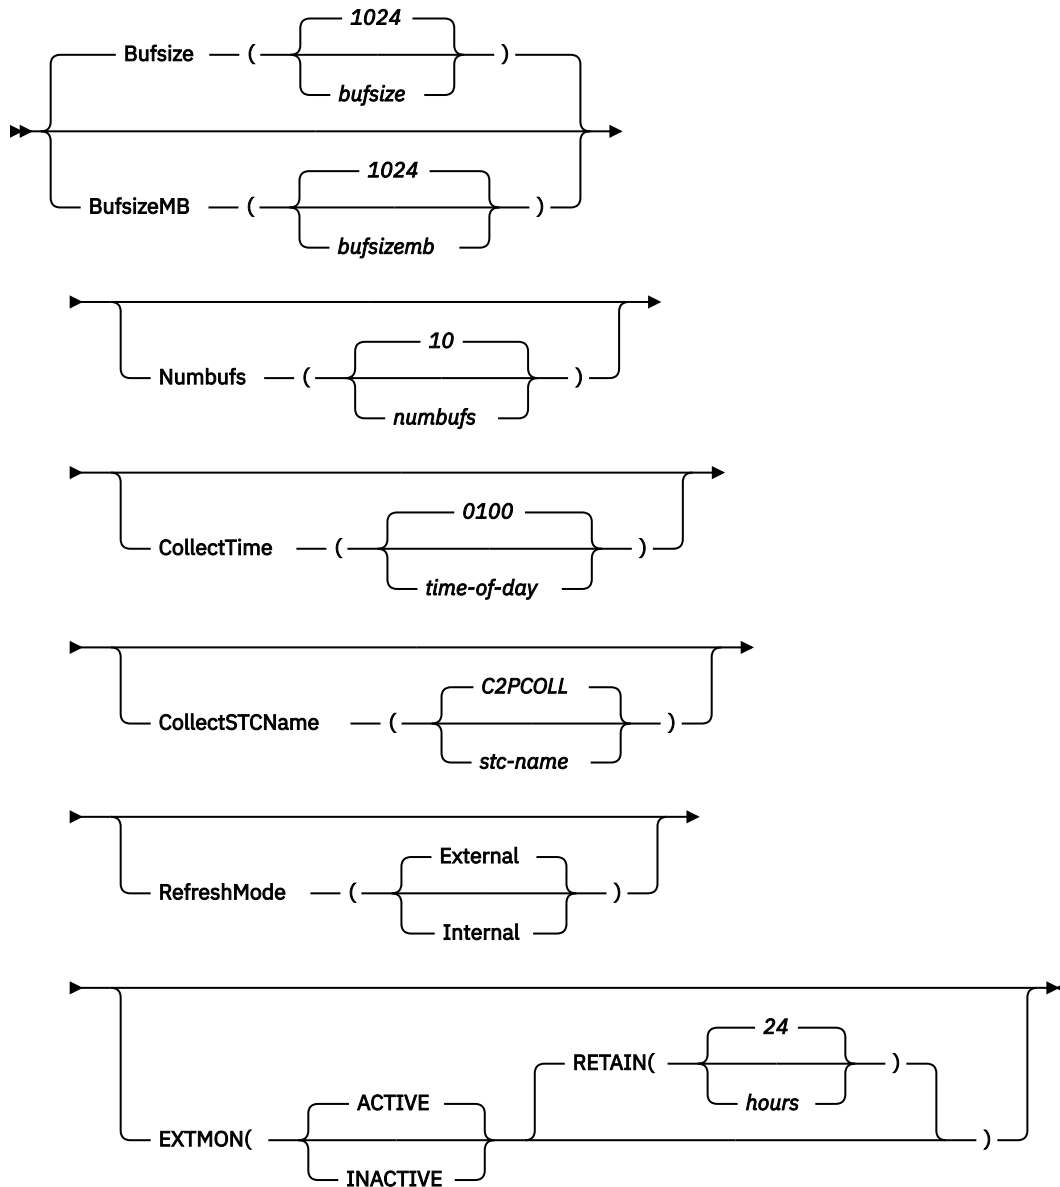 1024
Bufsize ( )
bufsize
1024
BufsizeMB ( )
bufsizemb
10
Numbufs ( )
numbufs
0100
CollectTime ( )
time-of-day
C2PCOLL
CollectSTCName ( )
stc-name
External
RefreshMode ( )
Internal
24
RETAIN( )
hours
ACTIVE
EXTMON( )
INACTIVE